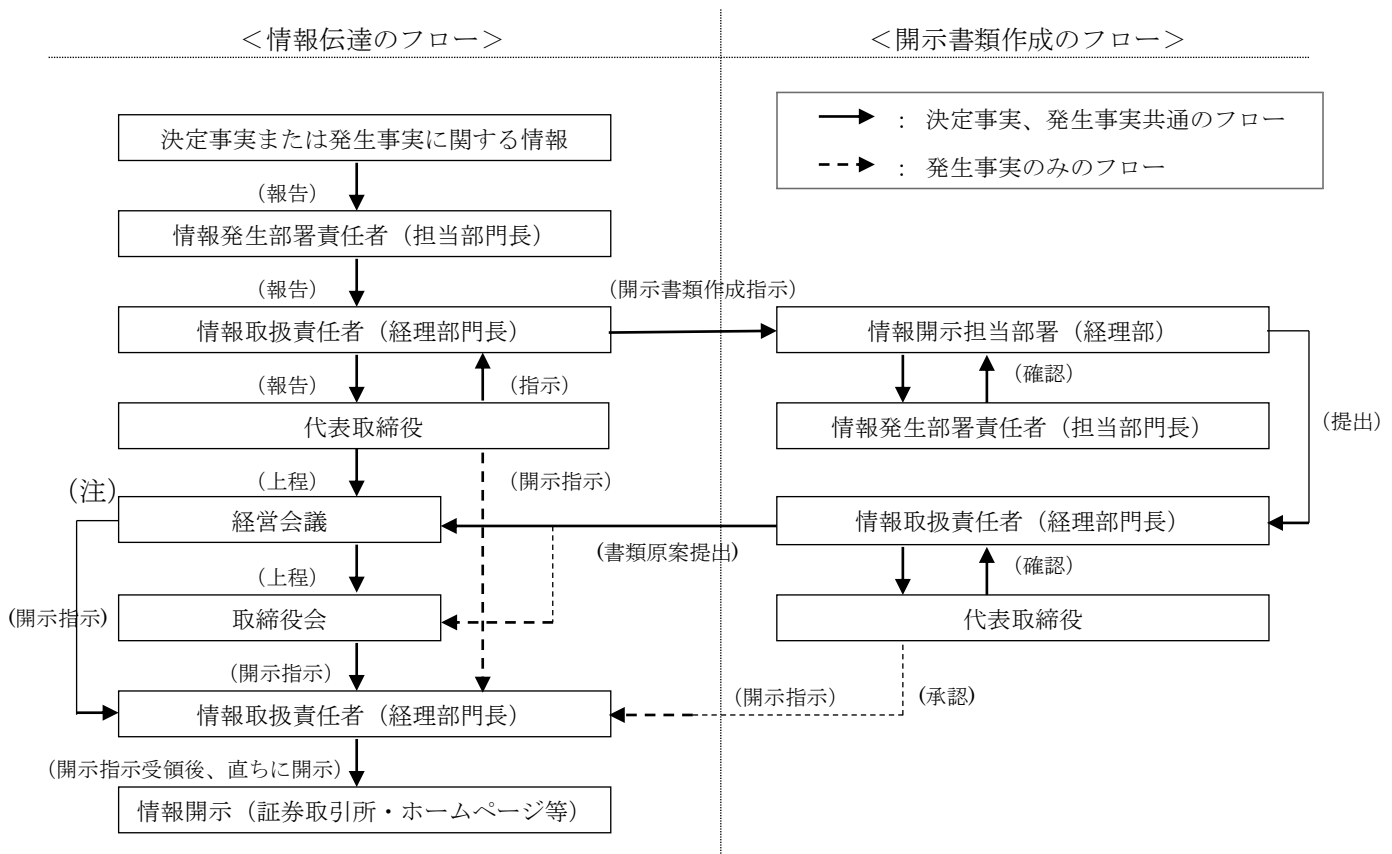 ＜情報伝達のフロー＞
＜開示書類作成のフロー＞
： 決定事実、発生事実共通のフロー
： 発生事実のみのフロー
決定事実または発生事実に関する情報
（報告）
情報発生部署責任者（担当部門長）
（報告）
（開示書類作成指示）
情報取扱責任者（経理部門長）
情報開示担当部署（経理部）
（報告）
（指示）
（確認）
代表取締役
情報発生部署責任者（担当部門長）
（提出）
（上程）
（開示指示）
（注）
経営会議
情報取扱責任者（経理部門長）
(書類原案提出)
（上程）
（確認）
(開示指示)
取締役会
代表取締役
（開示指示）
（開示指示）
(承認)
情報取扱責任者（経理部門長）
（開示指示受領後、直ちに開示）
情報開示（証券取引所・ホームページ等）